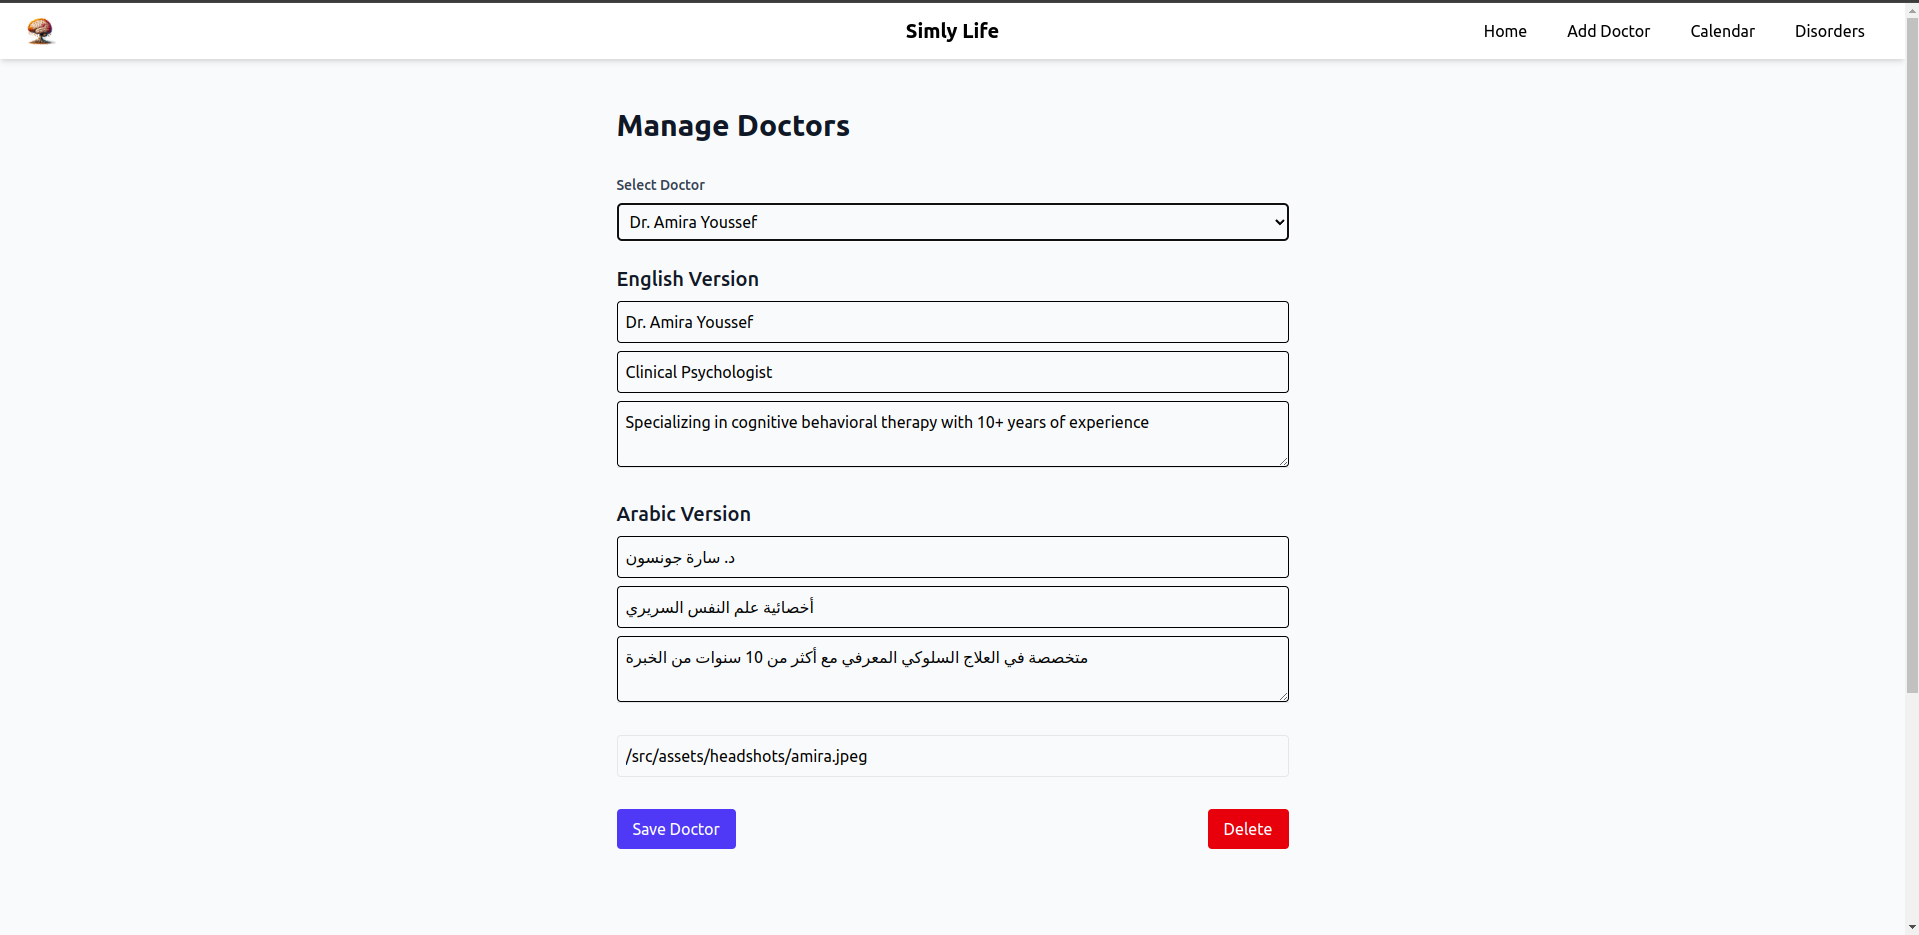 Simly Life
Home Add Doctor Calendar Disorders
Manage Doctors
Select Doctor
Dr. Amira Youssef
English Version
Dr. Amira Youssef
Clinical Psychologist
Specializing in cognitive behavioral therapy with 10+ years of experience
Arabic Version
د. سارة جونسون
أخصائية علم النفس السريري
متخصصة في العلاج السلوكي المعرفي مع أكثر من 10 سنوات من الخبرة
/src/assets/headshots/amira.jpeg
Save Doctor Delete